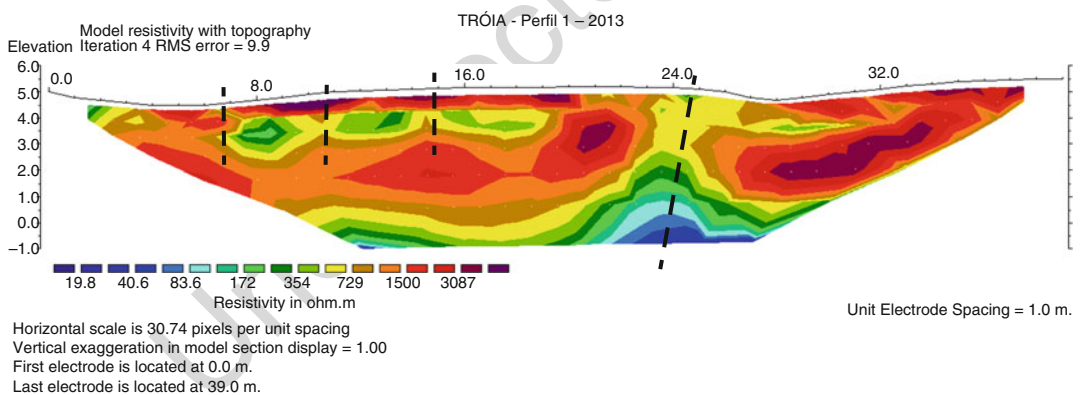 TRÓIA - Perfil 1 – 2013
Model resistivity with topography
Elevation Iteration 4 RMS error = 9.9
6.0
5.0
4.0
3.0
2.0
1.0
0.0
–1.0
0.0 8.0 16.0 24.0 32.0
19.8 40.6 83.6 172 354 729 1500 3087
Resistivity in ohm.m
Unit Electrode Spacing = 1.0 m.
Horizontal scale is 30.74 pixels per unit spacing
Vertical exaggeration in model section display = 1.00
First electrode is located at 0.0 m.
Last electrode is located at 39.0 m.